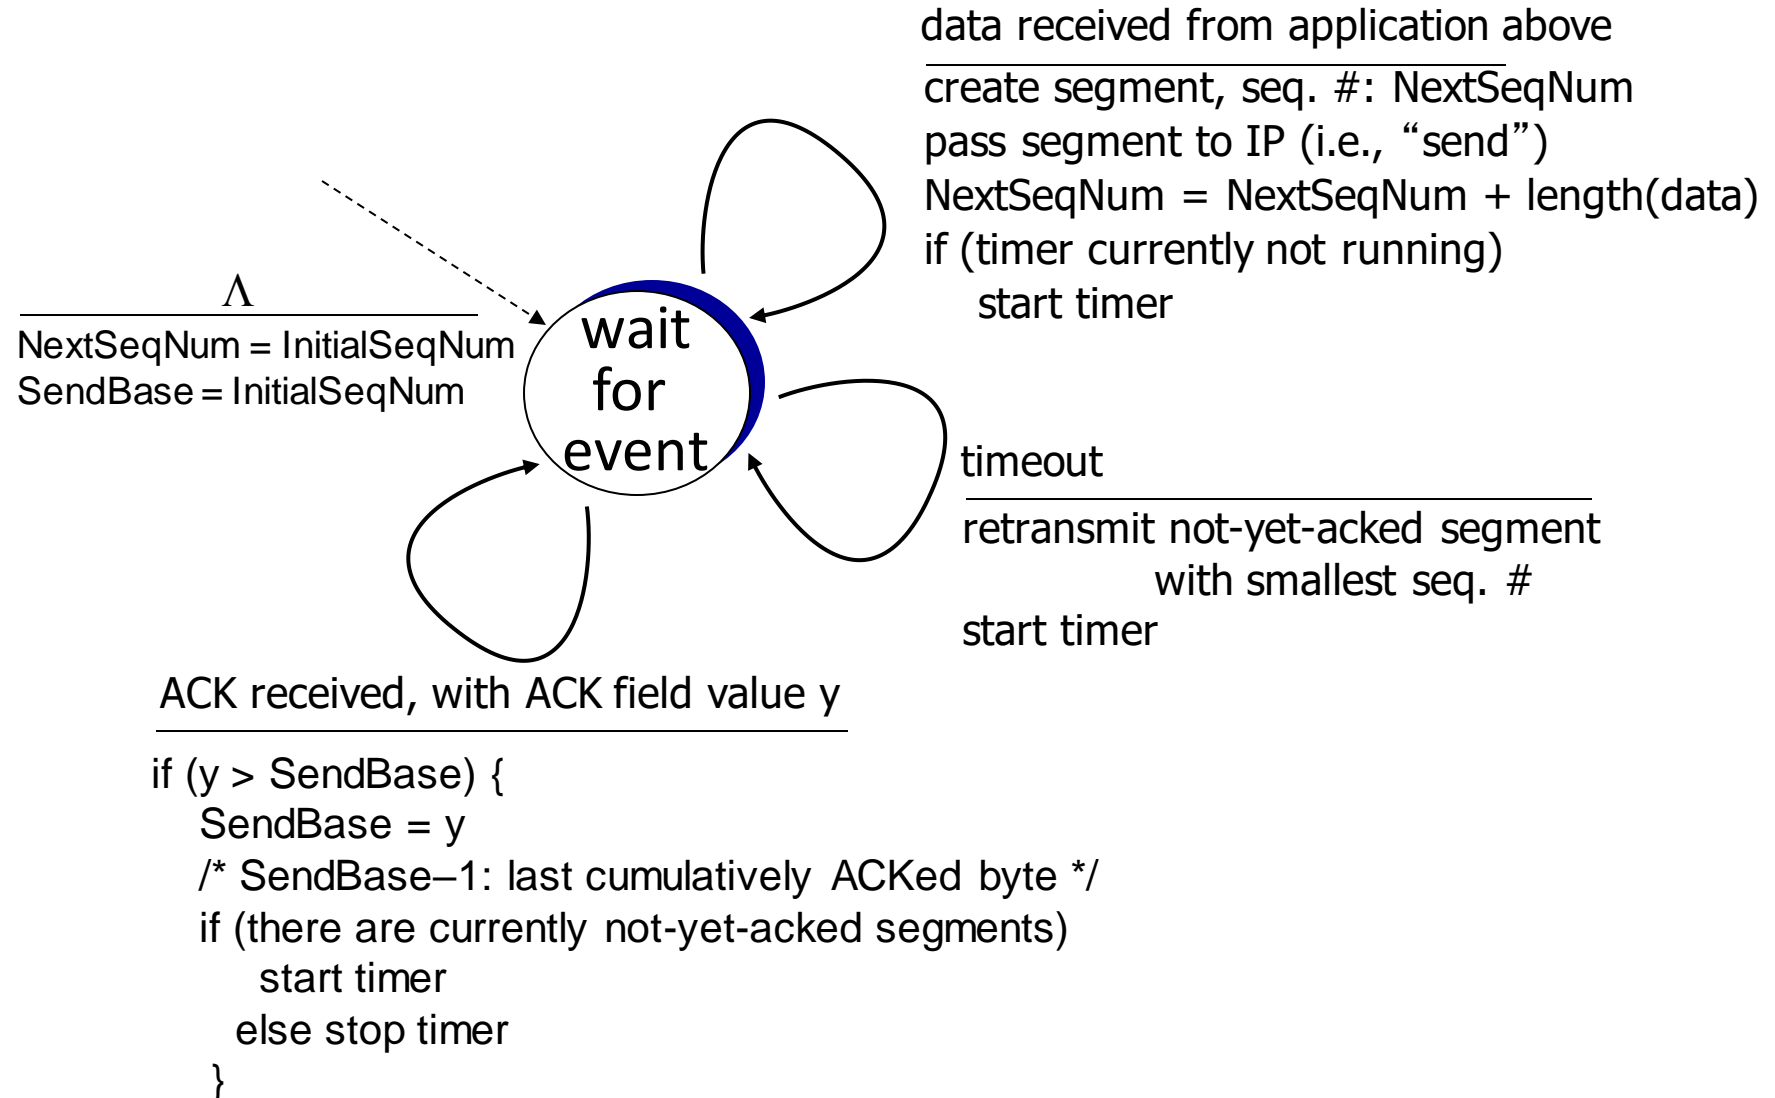 data received from application above
create segment, seq. #: NextSeqNum
pass segment to IP (i.e., “send”)
NextSeqNum = NextSeqNum + length(data)
if (timer currently not running)
start timer
Λ
NextSeqNum = InitialSeqNum
SendBase = InitialSeqNum
wait
for
event
timeout
retransmit not-yet-acked segment
with smallest seq. #
start timer
ACK received, with ACK field value y
if (y > SendBase) {
SendBase = y
/* SendBase–1: last cumulatively ACKed byte */
if (there are currently not-yet-acked segments)
start timer
else stop timer
}